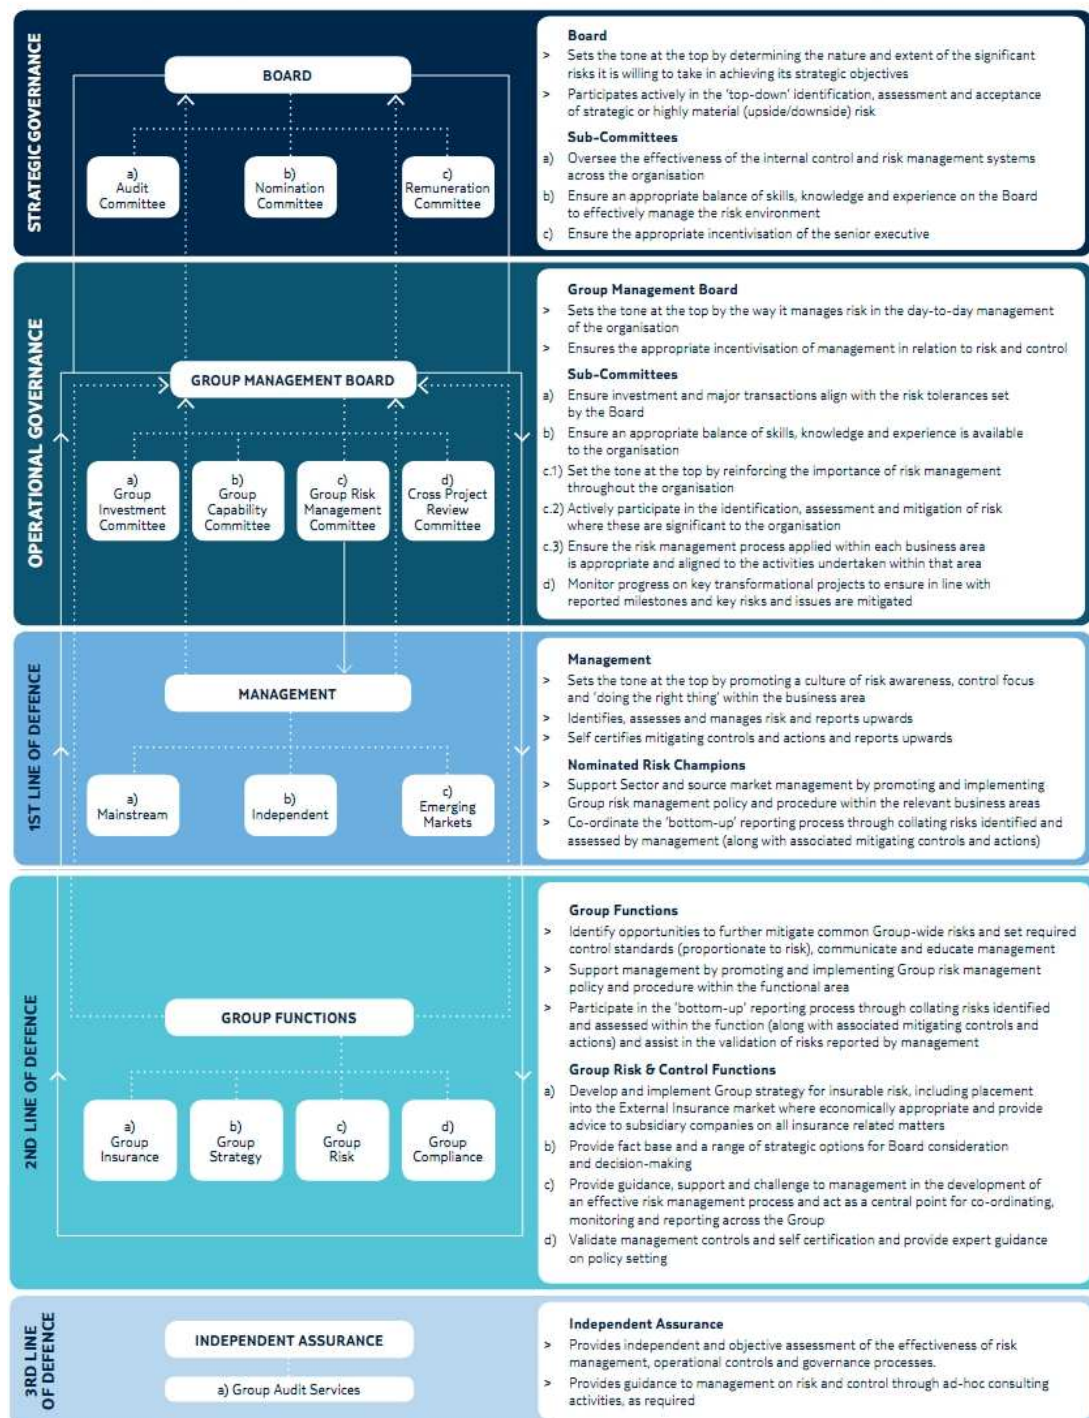 STRATEGIC GOVERNANCE
BOARD
a)
Audit
Committee
b)
Nomination
Committee
c)
Remuneration
Committee
Board
> Sets the tone at the top by determining the nature and extent of the significant
risks it is willing to take in achieving its strategic objectives
> Participates actively in the 'top-down' identification, assessment and acceptance
of strategic or highly material (upside/downside) risk
Sub-Committees
a) Oversee the effectiveness of the internal control and risk management systems
across the organisation
b) Ensure an appropriate balance of skills, knowledge and experience on the Board
to effectively manage the risk environment
c) Ensure the appropriate incentivisation of the senior executive
OPERATIONAL GOVERNANCE
GROUP MANAGEMENT BOARD
a)
Group
Investment
Committee
b)
Group
Capability
Committee
c)
Group Risk
Management
Committee
d)
Cross Project
Review
Committee
Group Management Board
> Sets the tone at the top by the way it manages risk in the day-to-day management
of the organisation
> Ensures the appropriate incentivisation of management in relation to risk and control
Sub-Committees
a) Ensure investment and major transactions align with the risk tolerances set
by the Board
b) Ensure an appropriate balance of skills, knowledge and experience is available
to the organisation
c.1) Set the tone at the top by reinforcing the importance of risk management
throughout the organisation
c.2) Actively participate in the identification, assessment and mitigation of risk
where these are significant to the organisation
c.3) Ensure the risk management process applied within each business area
is appropriate and aligned to the activities undertaken within that area
d) Monitor progress on key transformational projects to ensure in line with
reported milestones and key risks and issues are mitigated
1ST LINE OF DEFENCE
MANAGEMENT
a)
Mainstream
b)
Independent
c)
Emerging
Markets
Management
> Sets the tone at the top by promoting a culture of risk awareness, control focus
and 'doing the right thing' within the business area
> Identifies, assesses and manages risk and reports upwards
> Self certifies mitigating controls and actions and reports upwards
Nominated Risk Champions
> Support Sector and source market management by promoting and implementing
Group risk management policy and procedure within the relevant business areas
> Co-ordinate the 'bottom-up' reporting process through collating risks identified and
assessed by management (along with associated mitigating controls and actions)
2ND LINE OF DEFENCE
GROUP FUNCTIONS
a)
Group
Insurance
b)
Group
Strategy
c)
Group
Risk
d)
Group
Compliance
Group Functions
> Identify opportunities to further mitigate common Group-wide risks and set required
control standards (proportionate to risk), communicate and educate management
> Support management by promoting and implementing Group risk management
policy and procedure within the functional area
> Participate in the 'bottom-up' reporting process through collating risks identified
and assessed within the function (along with associated mitigating controls and
actions) and assist in the validation of risks reported by management
Group Risk & Control Functions
a) Develop and implement Group strategy for insurable risk, including placement
into the External Insurance market where economically appropriate and provide
advice to subsidiary companies on all insurance related matters
b) Provide fact base and a range of strategic options for Board consideration
and decision-making
c) Provide guidance, support and challenge to management in the development of
an effective risk management process and act as a central point for co-ordinating,
monitoring and reporting across the Group
d) Validate management controls and self certification and provide expert guidance
on policy setting
3RD LINE
OF DEFENCE
INDEPENDENT ASSURANCE
a) Group Audit Services
Independent Assurance
> Provides independent and objective assessment of the effectiveness of risk
management, operational controls and governance processes.
> Provides guidance to management on risk and control through ad-hoc consulting
activities, as required